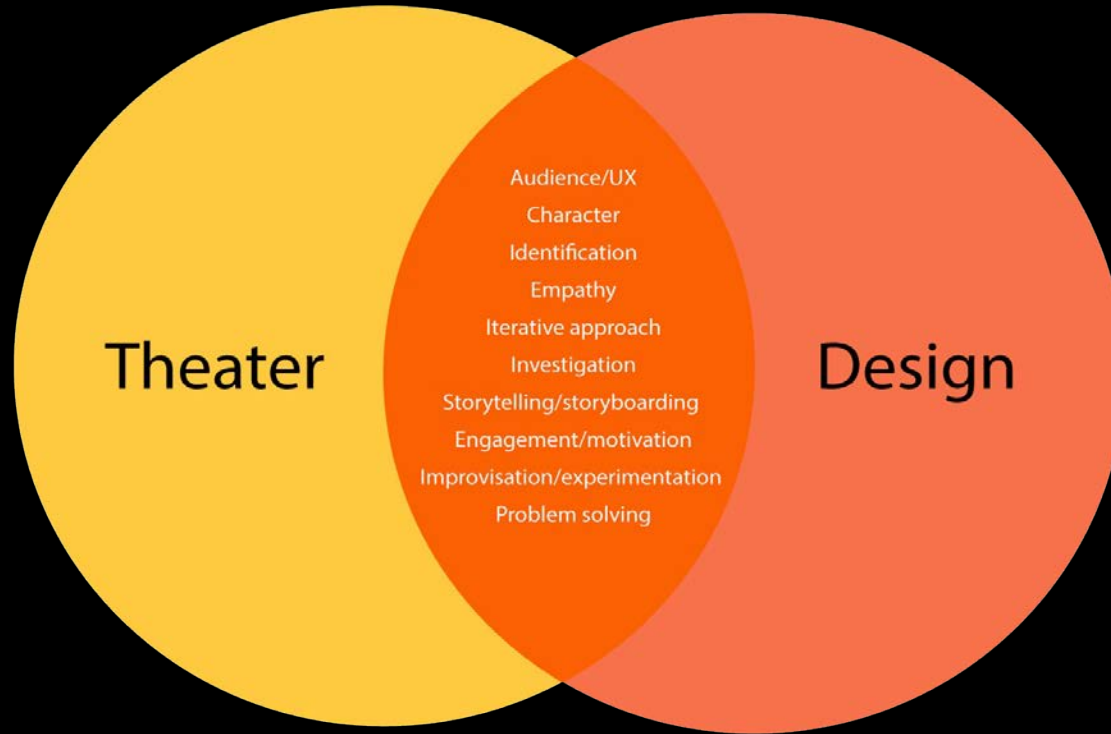 Theater
Audience/UX
Character
Identification
Empathy
Iterative approach
Investigation
Storytelling/storyboarding
Engagement/motivation
Improvisation/experimentation
Problem solving
Design